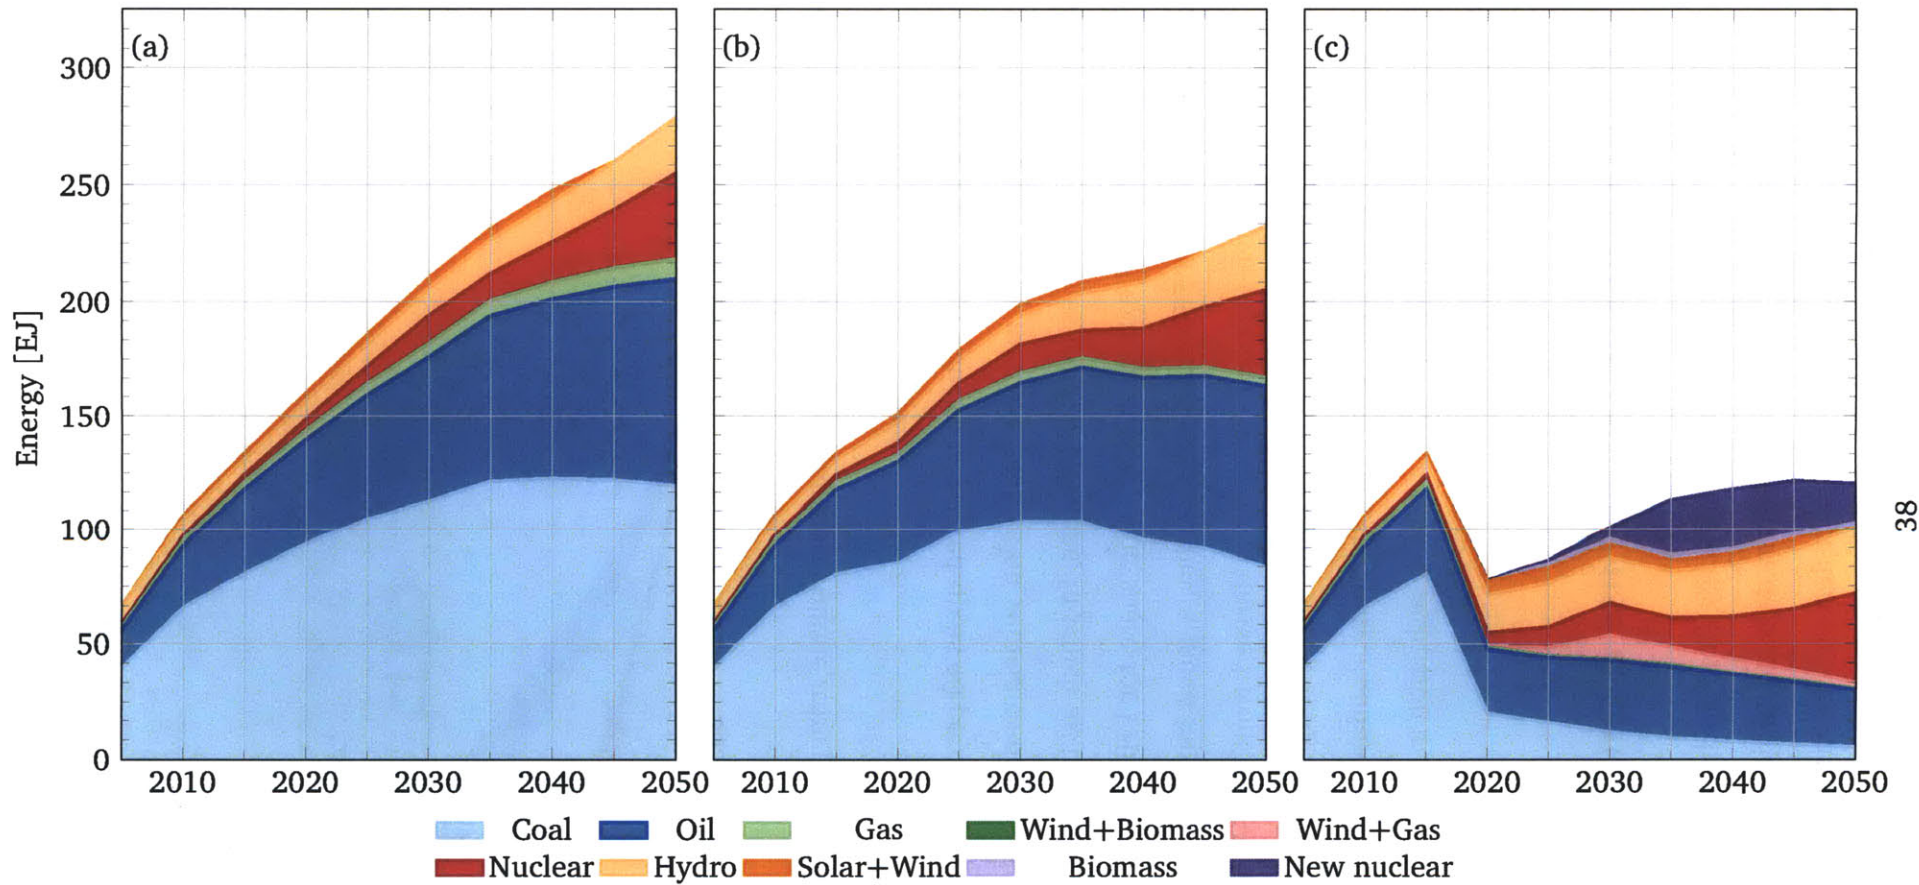 (a)
(b)
(c)
300
250
200
150
100
50
0
Energy [EJ]
2010 2020 2030 2040 2050 2010 2020 2030 2040 2050 2010 2020 2030 2040 2050
Coal Oil Gas Wind+Biomass Wind+Gas
Nuclear Hydro Solar+Wind Biomass New nuclear
38